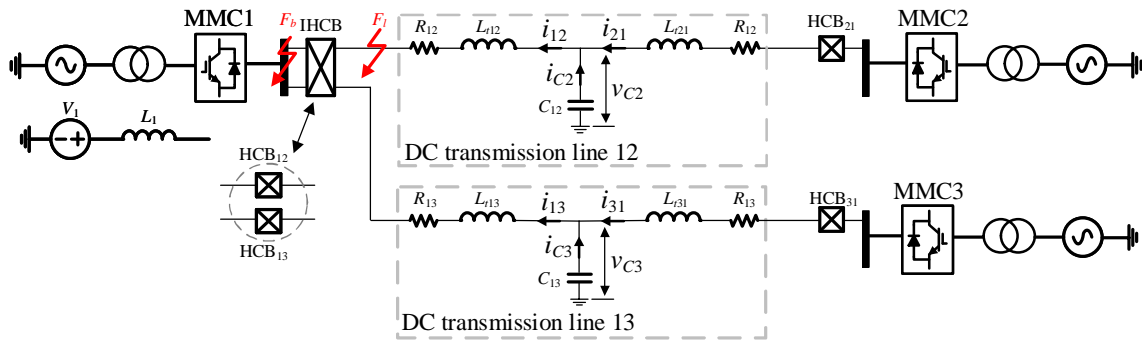 MMC1
F_b
IHCB
F_l
R_12
L_t12
i_12
i_21
L_t21
R_12
HCB_21
MMC2
i_C2
C_12
v_C2
V_1
L_1
DC transmission line 12
HCB_12
HCB_13
R_13
L_t13
i_13
i_31
L_t31
R_13
HCB_31
MMC3
i_C3
C_13
v_C3
DC transmission line 13